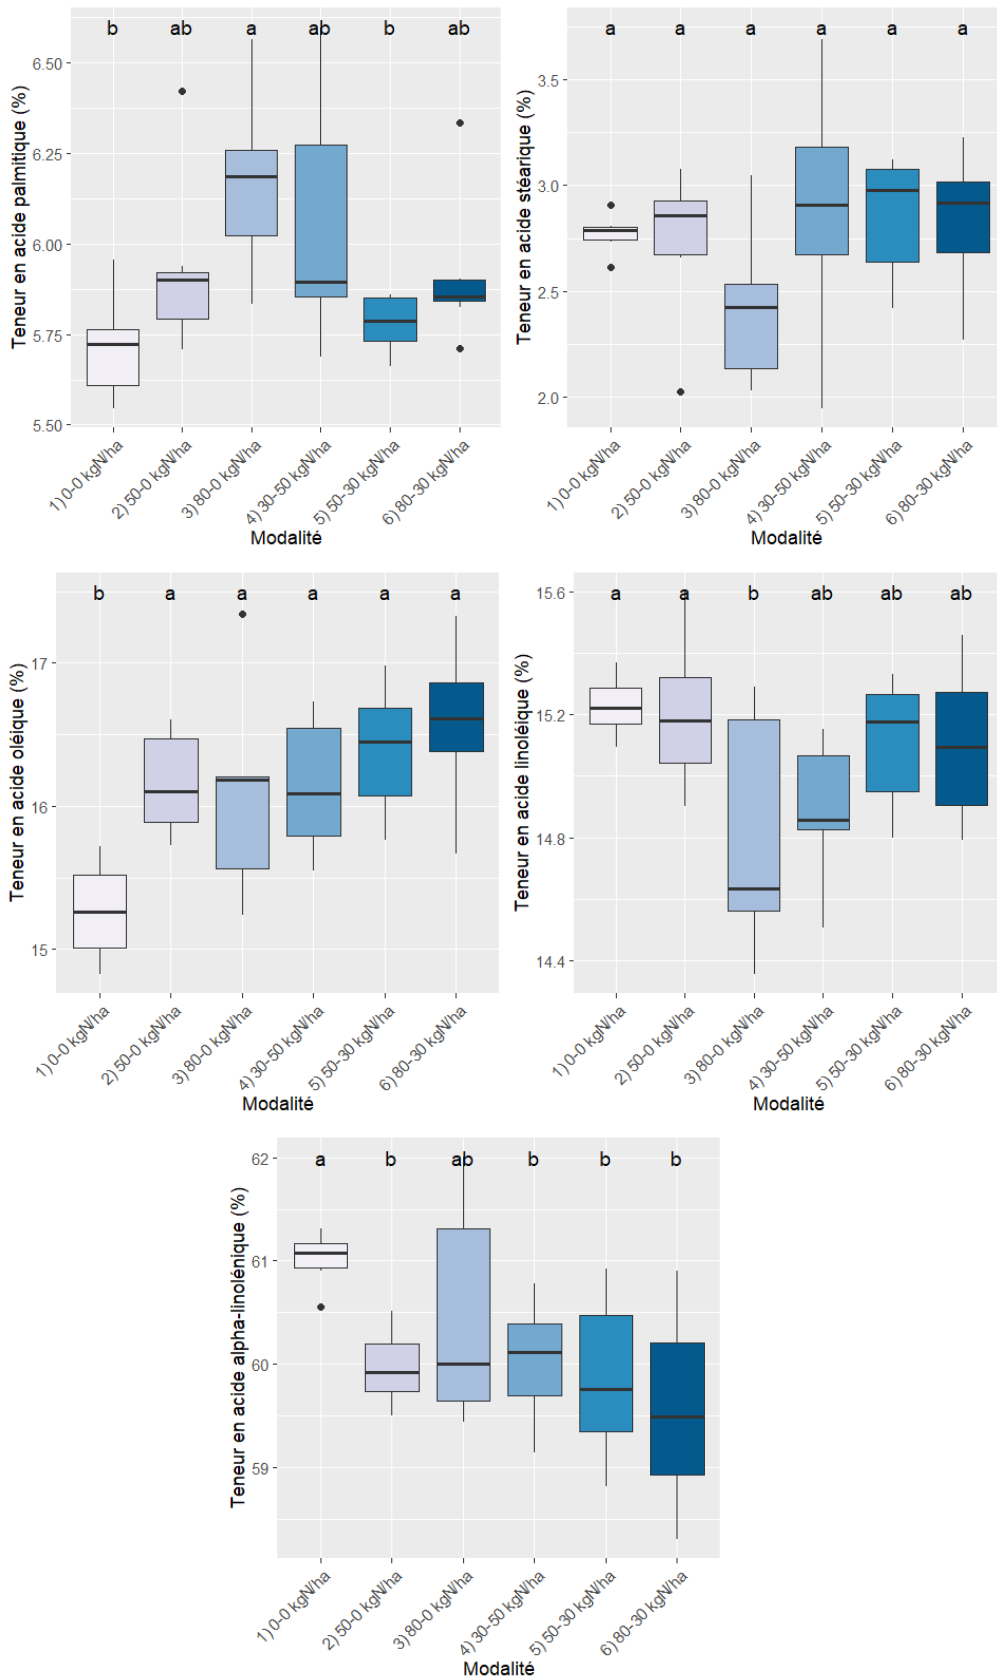 b ab a ab b ab
Teneur en acide palmitique (%)
6.50
6.25
6.00
5.75
5.50
1) 0-0 kgN/ha
2) 50-0 kgN/ha
3) 80-0 kgN/ha
4) 30-50 kgN/ha
5) 50-30 kgN/ha
6) 80-30 kgN/ha
Modalité
a a a a a a
Teneur en acide stéarique (%)
3.5
3.0
2.5
2.0
1) 0-0 kgN/ha
2) 50-0 kgN/ha
3) 80-0 kgN/ha
4) 30-50 kgN/ha
5) 50-30 kgN/ha
6) 80-30 kgN/ha
Modalité
b a a a a a
Teneur en acide oléique (%)
17
16
15
1) 0-0 kgN/ha
2) 50-0 kgN/ha
3) 80-0 kgN/ha
4) 30-50 kgN/ha
5) 50-30 kgN/ha
6) 80-30 kgN/ha
Modalité
a a b ab ab ab
Teneur en acide linoléique (%)
15.6
15.2
14.8
14.4
1) 0-0 kgN/ha
2) 50-0 kgN/ha
3) 80-0 kgN/ha
4) 30-50 kgN/ha
5) 50-30 kgN/ha
6) 80-30 kgN/ha
Modalité
a b ab b b b
Teneur en acide alpha-linolénique (%)
62
61
60
59
1) 0-0 kgN/ha
2) 50-0 kgN/ha
3) 80-0 kgN/ha
4) 30-50 kgN/ha
5) 50-30 kgN/ha
6) 80-30 kgN/ha
Modalité